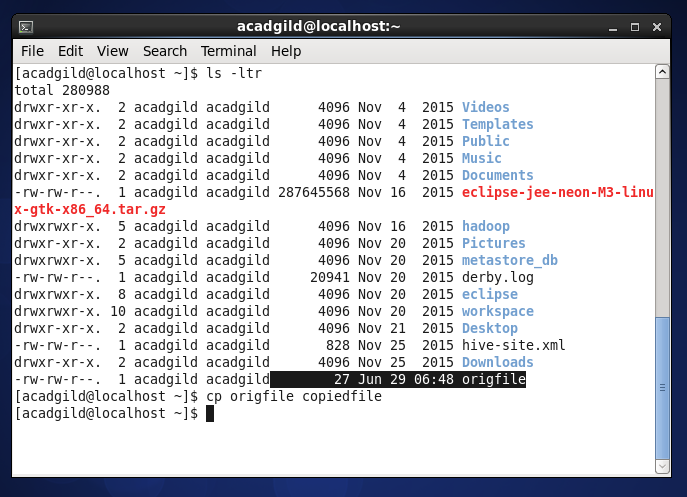 acadgild@localhost:~
File Edit View Search Terminal Help
[acadgild@localhost ~]$ ls -ltr
total 280988
drwxr-xr-x.  2 acadgild acadgild      4096 Nov  4  2015 Videos
drwxr-xr-x.  2 acadgild acadgild      4096 Nov  4  2015 Templates
drwxr-xr-x.  2 acadgild acadgild      4096 Nov  4  2015 Public
drwxr-xr-x.  2 acadgild acadgild      4096 Nov  4  2015 Music
drwxr-xr-x.  2 acadgild acadgild      4096 Nov  4  2015 Documents
-rw-rw-r--.  1 acadgild acadgild 287645568 Nov 16  2015 eclipse-jee-neon-M3-linu
x-gtk-x86_64.tar.gz
drwxrwxr-x.  5 acadgild acadgild      4096 Nov 16  2015 hadoop
drwxr-xr-x.  2 acadgild acadgild      4096 Nov 20  2015 Pictures
drwxrwxr-x.  5 acadgild acadgild      4096 Nov 20  2015 metastore_db
-rw-rw-r--.  1 acadgild acadgild     20941 Nov 20  2015 derby.log
drwxrwxr-x.  8 acadgild acadgild      4096 Nov 20  2015 eclipse
drwxrwxr-x. 10 acadgild acadgild      4096 Nov 20  2015 workspace
drwxr-xr-x.  2 acadgild acadgild      4096 Nov 21  2015 Desktop
-rw-rw-r--.  1 acadgild acadgild       828 Nov 25  2015 hive-site.xml
drwxr-xr-x.  2 acadgild acadgild      4096 Nov 25  2015 Downloads
-rw-rw-r--.  1 acadgild acadgild        27 Jun 29 06:48 origfile
[acadgild@localhost ~]$ cp origfile copiedfile
[acadgild@localhost ~]$